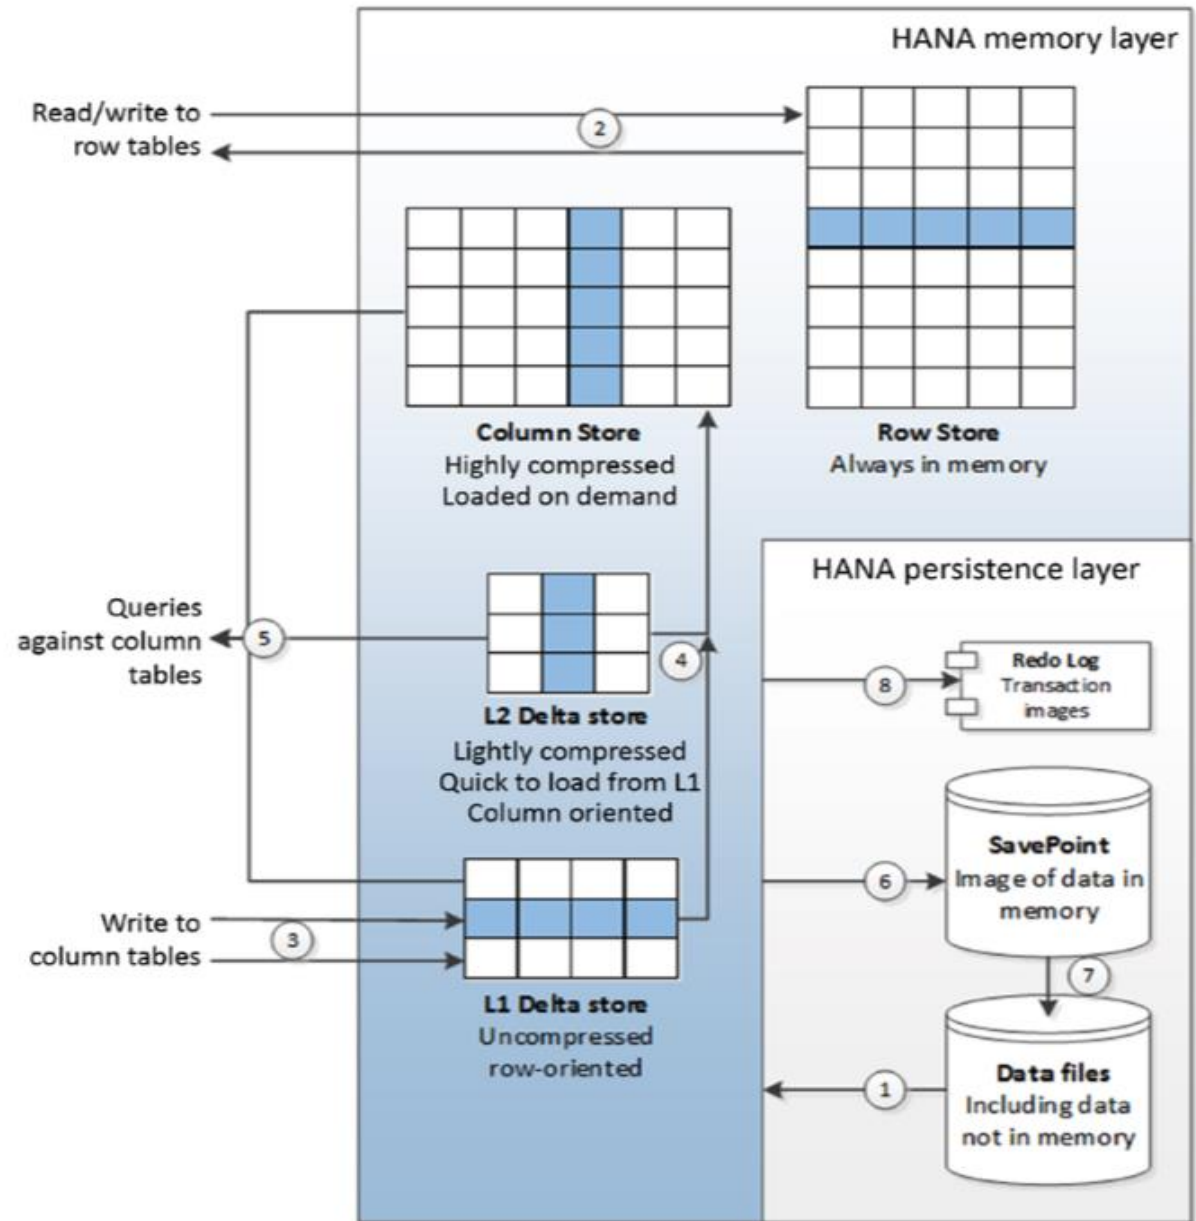 HANA memory layer
Read/write to
row tables
2
Column Store
Highly compressed
Loaded on demand
Row Store
Always in memory
HANA persistence layer
Queries
against column
tables
5
4
L2 Delta store
Lightly compressed
Quick to load from L1
Column oriented
8
Redo Log
Transaction
images
6
SavePoint
Image of data in
memory
7
Write to
column tables
3
L1 Delta store
Uncompressed
row-oriented
1
Data files
Including data
not in memory